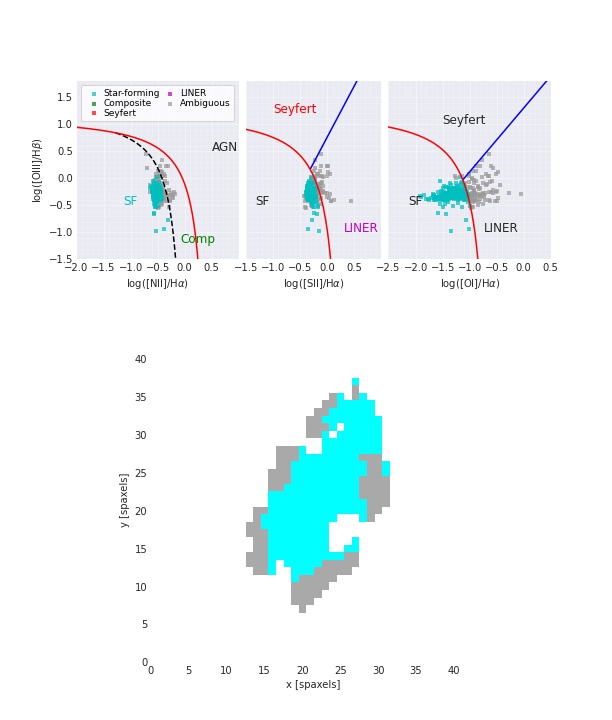 Star-forming
Composite
Seyfert
LINER
Ambiguous
AGN
SF
Comp
log([OIII]/Hβ)
1.5
1.0
0.5
0.0
−0.5
−1.0
−1.5
−2.0 −1.5 −1.0 −0.5 0.0 0.5
log([NII]/Hα)
Seyfert
SF
LINER
−1.5 −1.0 −0.5 0.0 0.5
log([SII]/Hα)
Seyfert
SF
LINER
−2.5 −2.0 −1.5 −1.0 −0.5 0.0 0.5
log([OI]/Hα)
40
35
30
25
20
15
10
5
0
y [spaxels]
0 5 10 15 20 25 30 35 40
x [spaxels]